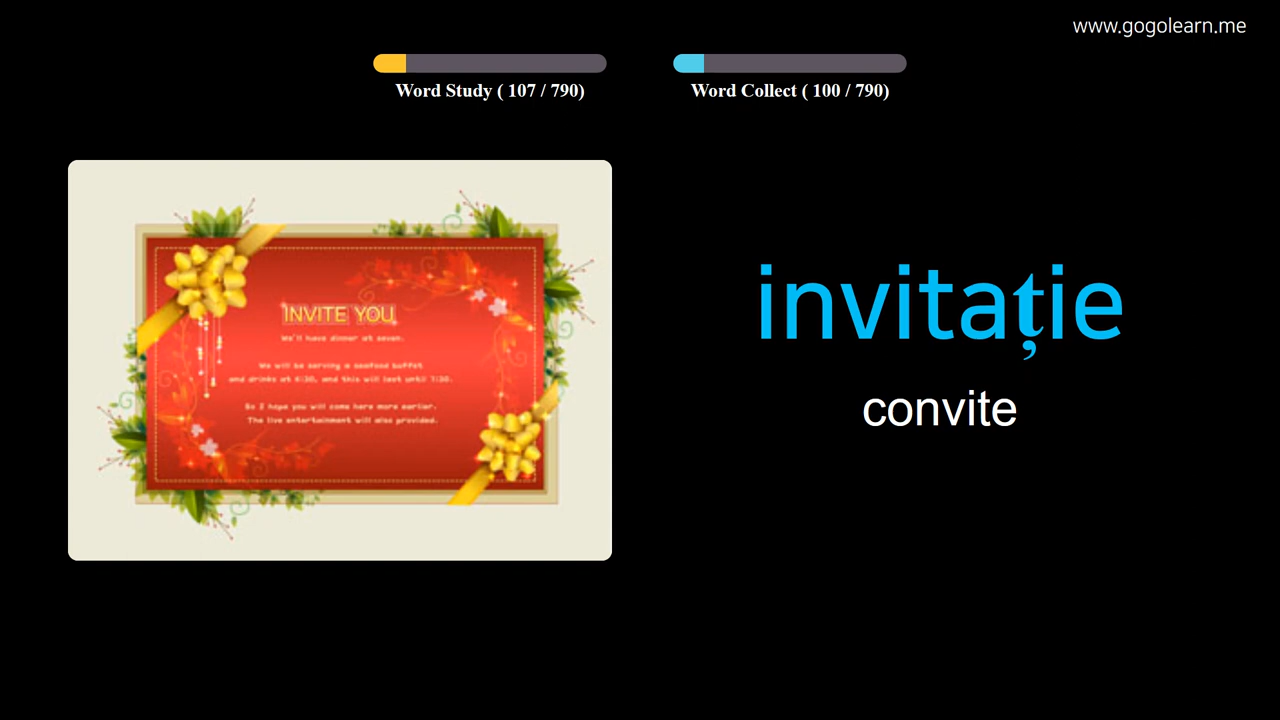 www.gogolearn.me
Word Study ( 107 / 790)
Word Collect ( 100 / 790)
INVITE YOU
We'll have dinner at seven.
We will be serving a seafood buffet
and drinks at 6:30, and this will last until 7:30.
So I hope you will come here more earlier.
The live entertainment will also provided.
invitație
convite